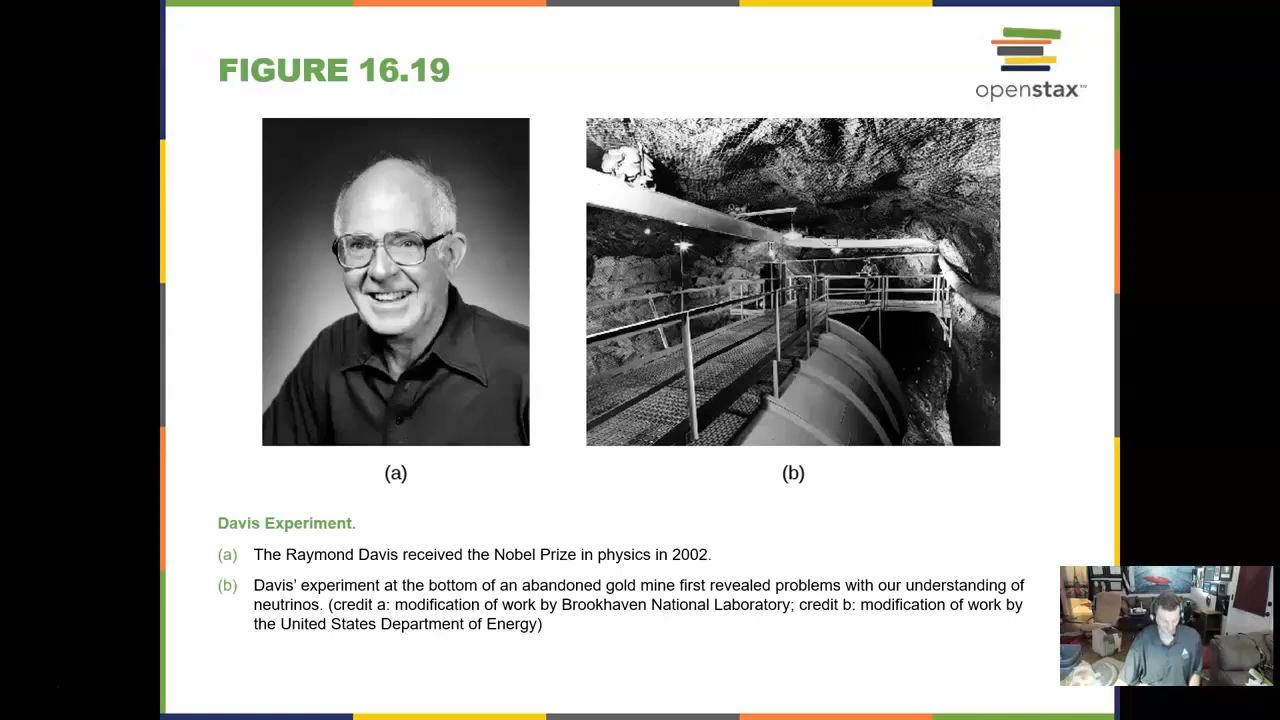 FIGURE 16.19
openstax™
(a)
(b)
Davis Experiment.
(a) The Raymond Davis received the Nobel Prize in physics in 2002.
(b) Davis’ experiment at the bottom of an abandoned gold mine first revealed problems with our understanding of
neutrinos. (credit a: modification of work by Brookhaven National Laboratory; credit b: modification of work by
the United States Department of Energy)